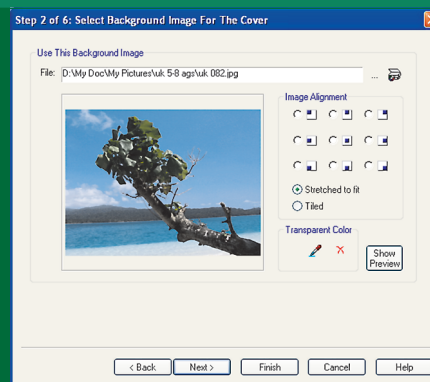 Step 2 of 6: Select Background Image For The Cover
Use This Background Image
File: D:\My Doc\My Pictures\uk 5-8 ags\uk 082.jpg ...
Image Alignment
Stretched to fit
Tiled
Transparent Color
Show
Preview
< Back Next > Finish Cancel Help